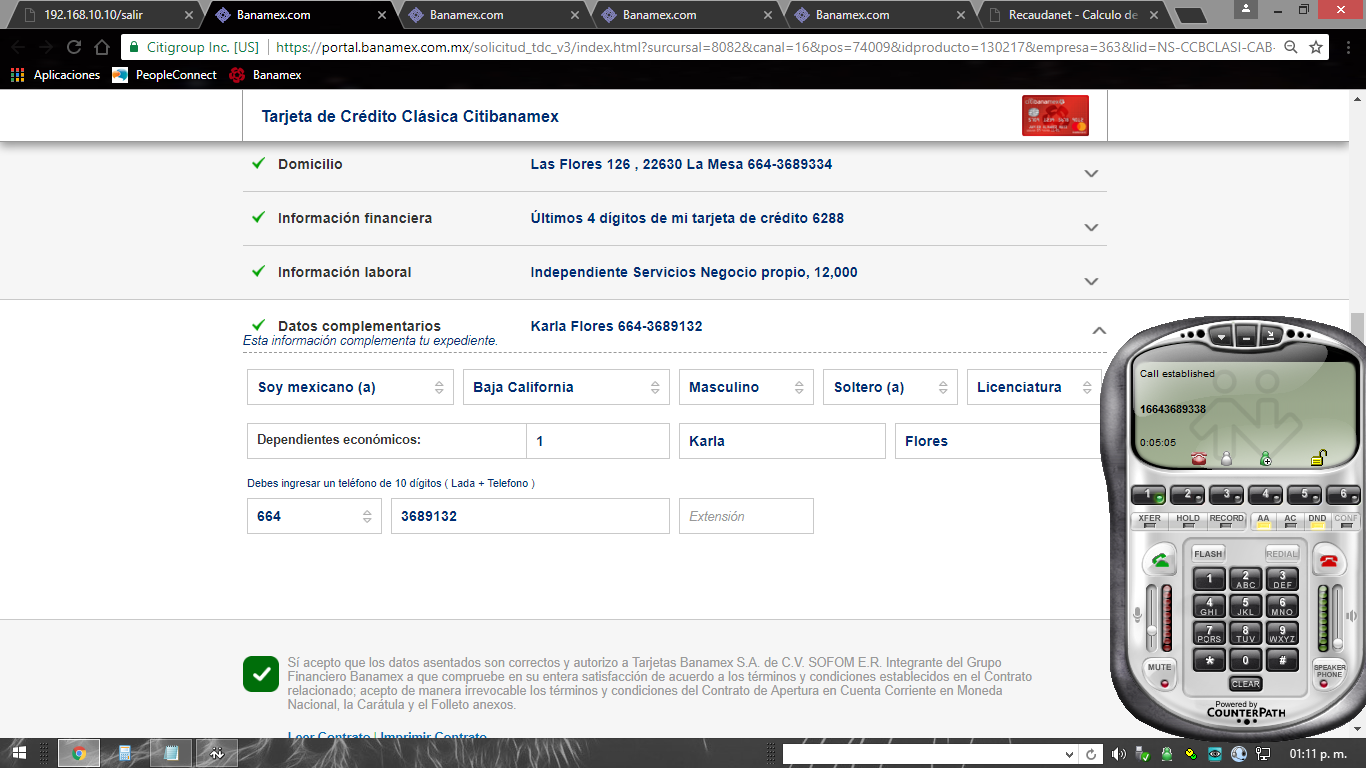 192.168.10.10/salir
Banamex.com
Banamex.com
Banamex.com
Banamex.com
Recaudanet - Calculo de
Citigroup Inc. [US]
https://portal.banamex.com.mx/solicitud_tdc_v3/index.html?surcursal=8082&canal=16&pos=74009&idproducto=130217&empresa=363&lid=NS-CCBCLASI-CAB-
Aplicaciones
PeopleConnect
Banamex
Tarjeta de Crédito Clásica Citibanamex
Domicilio
Las Flores 126 , 22630 La Mesa 664-3689334
Información financiera
Últimos 4 dígitos de mi tarjeta de crédito 6288
Información laboral
Independiente Servicios Negocio propio, 12,000
Datos complementarios
Karla Flores 664-3689132
Esta información complementa tu expediente.
Soy mexicano (a)
Baja California
Masculino
Soltero (a)
Licenciatura
Dependientes económicos:
1
Karla
Flores
Debes ingresar un teléfono de 10 dígitos ( Lada + Telefono )
664
3689132
Extensión
Sí acepto que los datos asentados son correctos y autorizo a Tarjetas Banamex S.A. de C.V. SOFOM E.R. Integrante del Grupo
Financiero Banamex a que compruebe en su entera satisfacción de acuerdo a los términos y condiciones establecidos en el Contrato
relacionado; acepto de manera irrevocable los términos y condiciones del Contrato de Apertura en Cuenta Corriente en Moneda
Nacional, la Carátula y el Folleto anexos.
Leer Contrato | Imprimir Contrato
Call established
16643689338
0:05:05
1 2 3 4 5 6
XFER HOLD RECORD AA AC DND CONF
FLASH REDIAL
1 2 ABC 3 DEF
4 GHI 5 JKL 6 MNO
7 PQRS 8 TUV 9 WXYZ
* 0 #
MUTE
CLEAR
SPEAKER
PHONE
Powered by
COUNTERPATH
01:11 p. m.